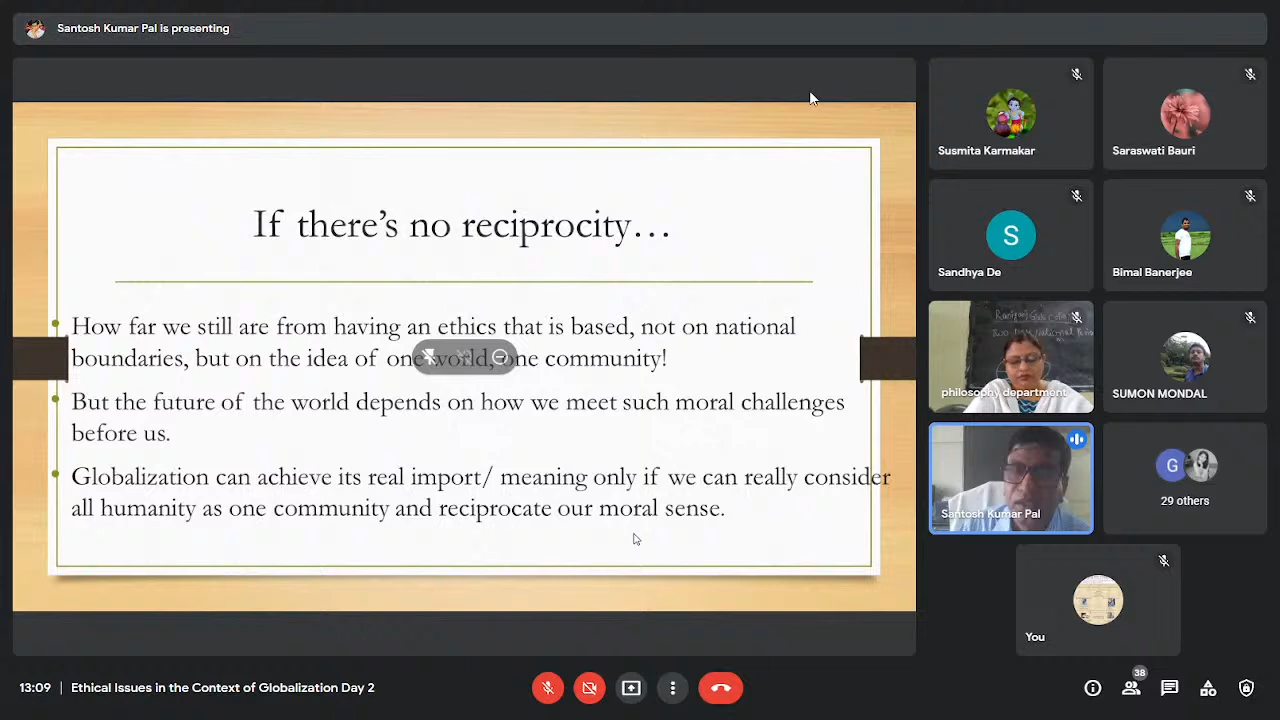 Santosh Kumar Pal is presenting
If there's no reciprocity…
How far we still are from having an ethics that is based, not on national
boundaries, but on the idea of one world, one community!
But the future of the world depends on how we meet such moral challenges
before us.
Globalization can achieve its real import/ meaning only if we can really consider
all humanity as one community and reciprocate our moral sense.
Susmita Karmakar
Saraswati Bauri
S
Sandhya De
Bimal Banerjee
philosophy department
SUMON MONDAL
Santosh Kumar Pal
G
29 others
You
13:09 | Ethical Issues in the Context of Globalization Day 2
38